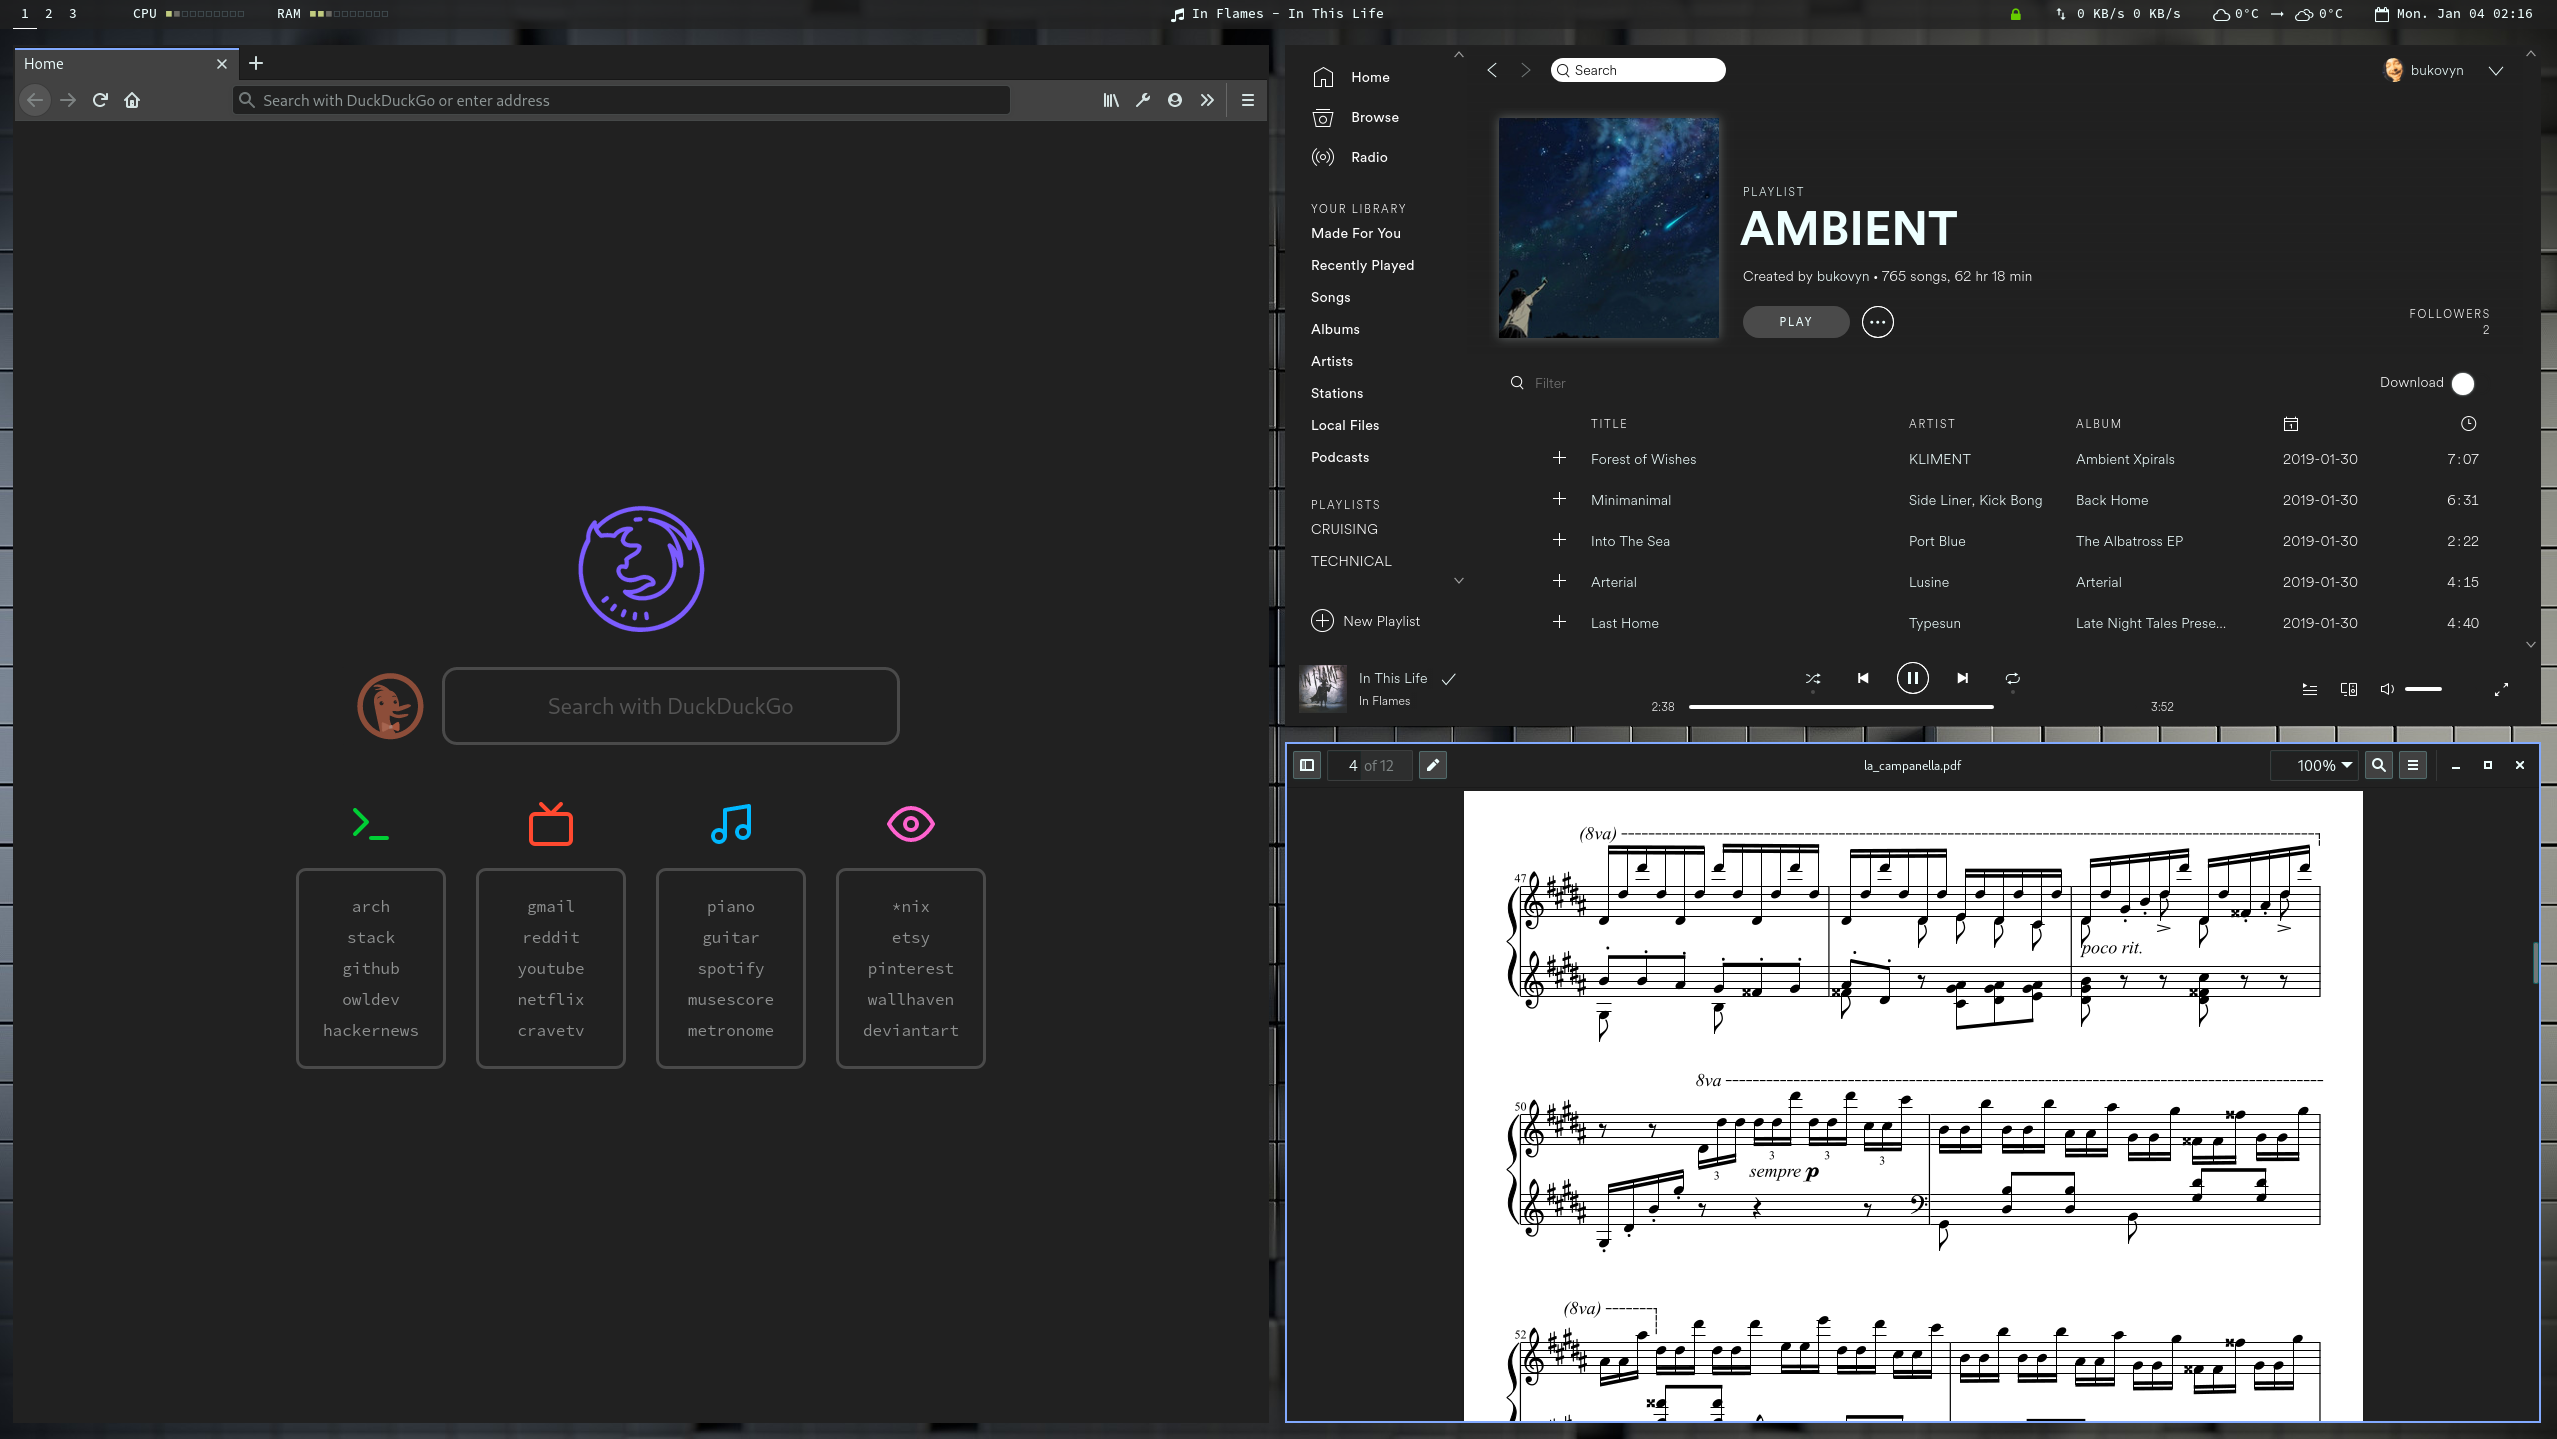 1 2 3 CPU RAM In Flames - In This Life 0 KB/s 0 KB/s 0°C 0°C Mon. Jan 04 02:16
Home
Search with DuckDuckGo or enter address
Search with DuckDuckGo
arch
stack
github
owldev
hackernews
gmail
reddit
youtube
netflix
cravetv
piano
guitar
spotify
musescore
metronome
*nix
etsy
pinterest
wallhaven
deviantart
Home
Browse
Radio
YOUR LIBRARY
Made For You
Recently Played
Songs
Albums
Artists
Stations
Local Files
Podcasts
PLAYLISTS
CRUISING
TECHNICAL
New Playlist
Search
bukovyn
PLAYLIST
AMBIENT
Created by bukovyn • 765 songs, 62 hr 18 min
PLAY
FOLLOWERS
2
Filter
Download
TITLE ARTIST ALBUM
Forest of Wishes KLIMENT Ambient Xpirals 2019-01-30 7:07
Minimanimal Side Liner, Kick Bong Back Home 2019-01-30 6:31
Into The Sea Port Blue The Albatross EP 2019-01-30 2:22
Arterial Lusine Arterial 2019-01-30 4:15
Last Home Typesun Late Night Tales Prese... 2019-01-30 4:40
In This Life
In Flames
2:38 3:52
4 of 12 la_campanella.pdf 100%
(8va)
47
poco rit.
8va
50
3 3 3 3
sempre p
(8va)
52